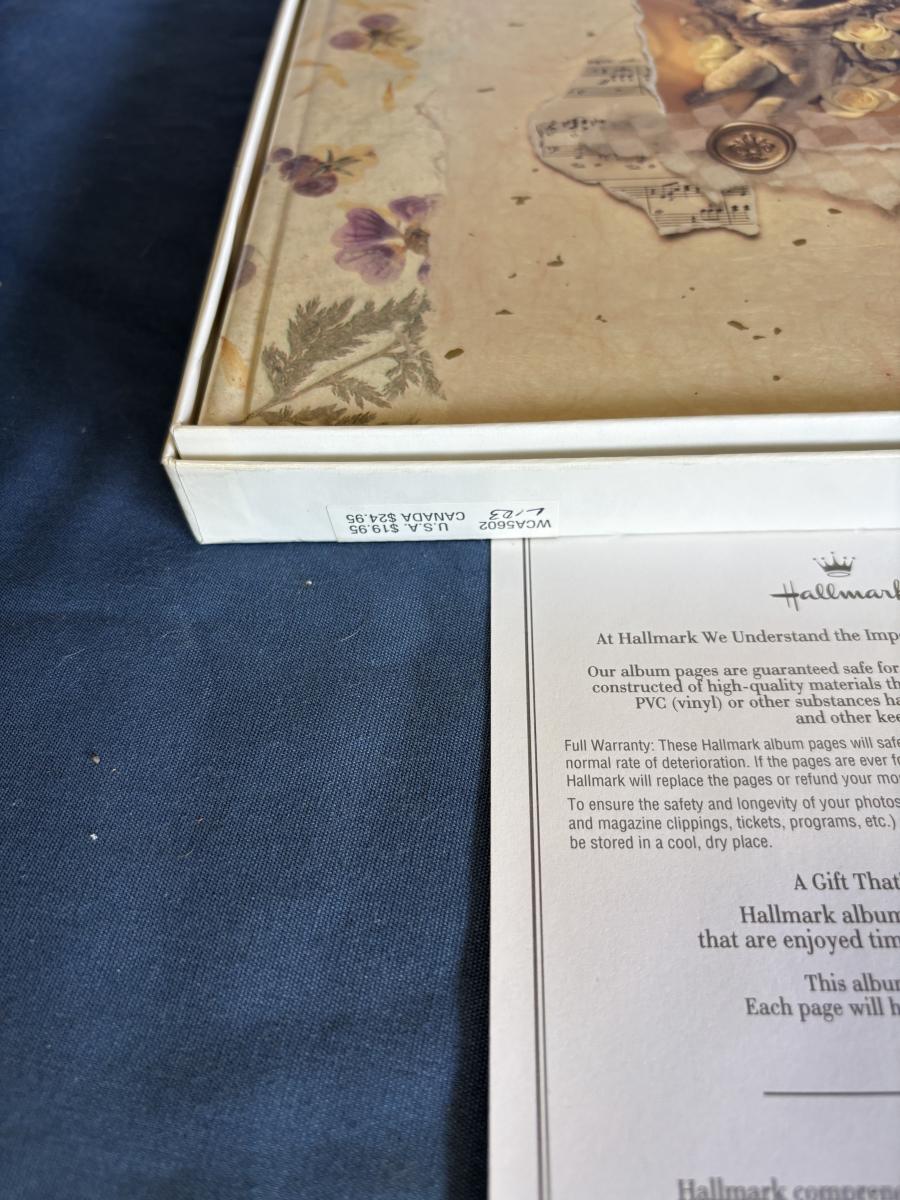 WCA5602
U.S.A. $19.95
CANADA $24.95
Hallmark
At Hallmark We Understand the Imp
Our album pages are guaranteed safe for
constructed of high-quality materials th
PVC (vinyl) or other substances ha
and other kee
Full Warranty: These Hallmark album pages will safe
normal rate of deterioration. If the pages are ever fo
Hallmark will replace the pages or refund your mo
To ensure the safety and longevity of your photos
and magazine clippings, tickets, programs, etc.)
be stored in a cool, dry place.
A Gift That'
Hallmark album
that are enjoyed tim
This album
Each page will h
Hallmark comprene